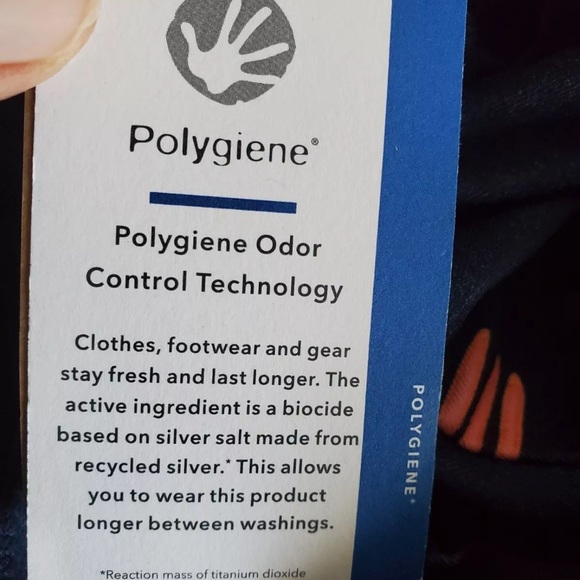 Polygiene®
Polygiene Odor
Control Technology
Clothes, footwear and gear
stay fresh and last longer. The
active ingredient is a biocide
based on silver salt made from
recycled silver.* This allows
you to wear this product
longer between washings.
*Reaction mass of titanium dioxide
POLYGIENE®